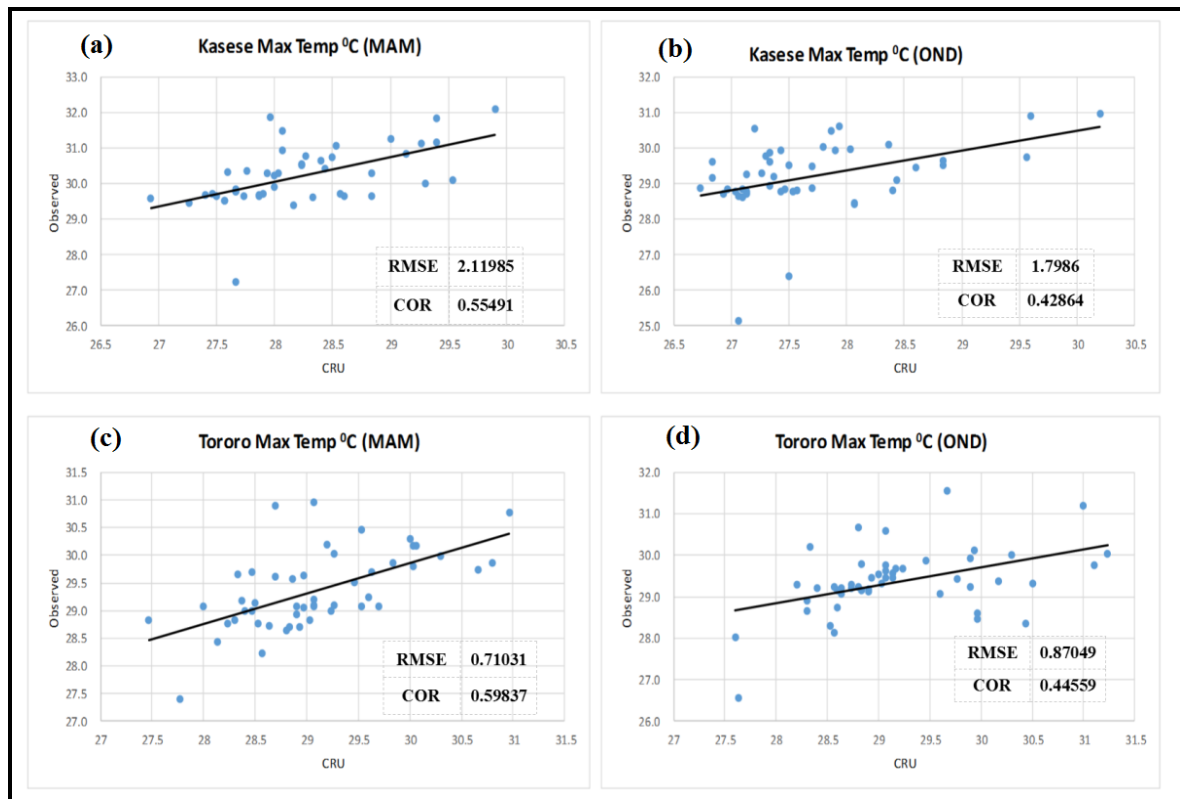 (a)
Kasese Max Temp ⁰C (MAM)
33.0
32.0
31.0
30.0
29.0
28.0
27.0
26.0
Observed
26.5 27 27.5 28 28.5 29 29.5 30 30.5
CRU
RMSE 2.11985
COR 0.55491
(b)
Kasese Max Temp ⁰C (OND)
32.0
31.0
30.0
29.0
28.0
27.0
26.0
25.0
Observed
26.5 27 27.5 28 28.5 29 29.5 30 30.5
CRU
RMSE 1.7986
COR 0.42864
(c)
Tororo Max Temp ⁰C (MAM)
31.5
31.0
30.5
30.0
29.5
29.0
28.5
28.0
27.5
27.0
Observed
27 27.5 28 28.5 29 29.5 30 30.5 31 31.5
CRU
RMSE 0.71031
COR 0.59837
(d)
Tororo Max Temp ⁰C (OND)
32.0
31.0
30.0
29.0
28.0
27.0
26.0
Observed
27 27.5 28 28.5 29 29.5 30 30.5 31 31.5
CRU
RMSE 0.87049
COR 0.44559